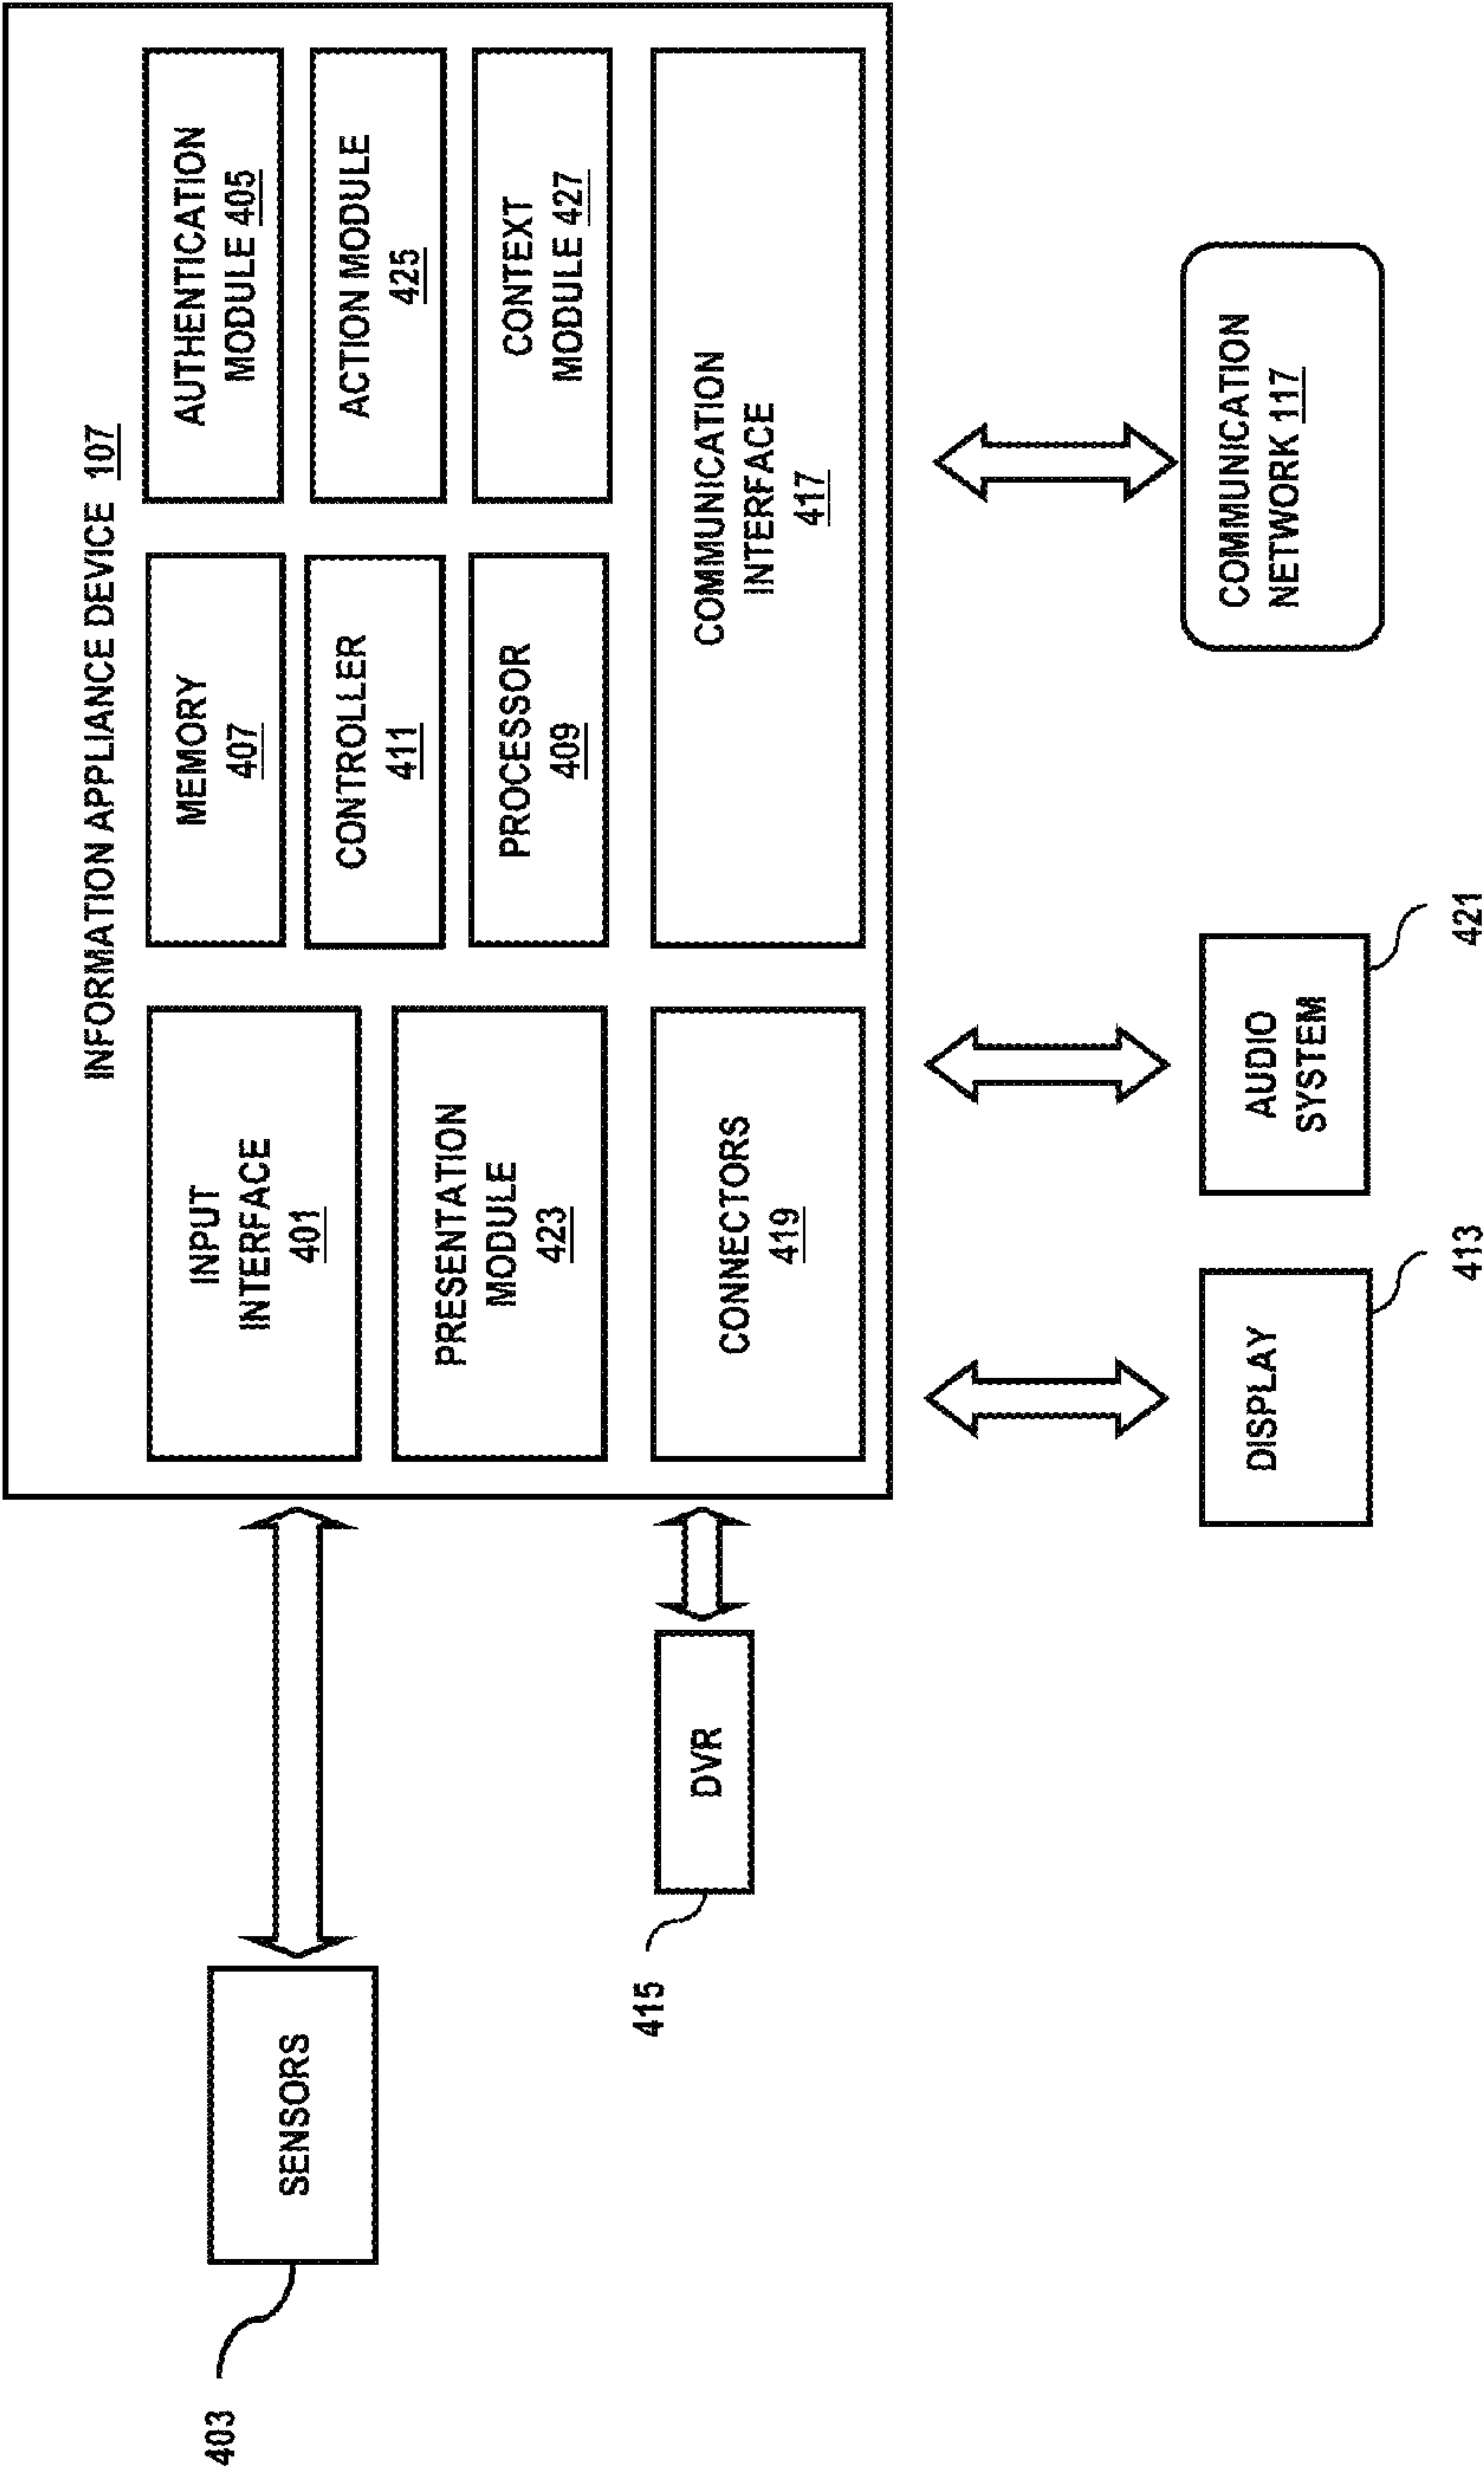 INFORMATION APPLIANCE DEVICE 107
INPUT
INTERFACE
401
MEMORY
407
AUTHENTICATION
MODULE 405
CONTROLLER
411
ACTION MODULE
425
PRESENTATION
MODULE
423
PROCESSOR
409
CONTEXT
MODULE 427
CONNECTORS
419
COMMUNICATION
INTERFACE
417
SENSORS
403
DVR
415
DISPLAY
413
AUDIO
SYSTEM
421
COMMUNICATION
NETWORK 117